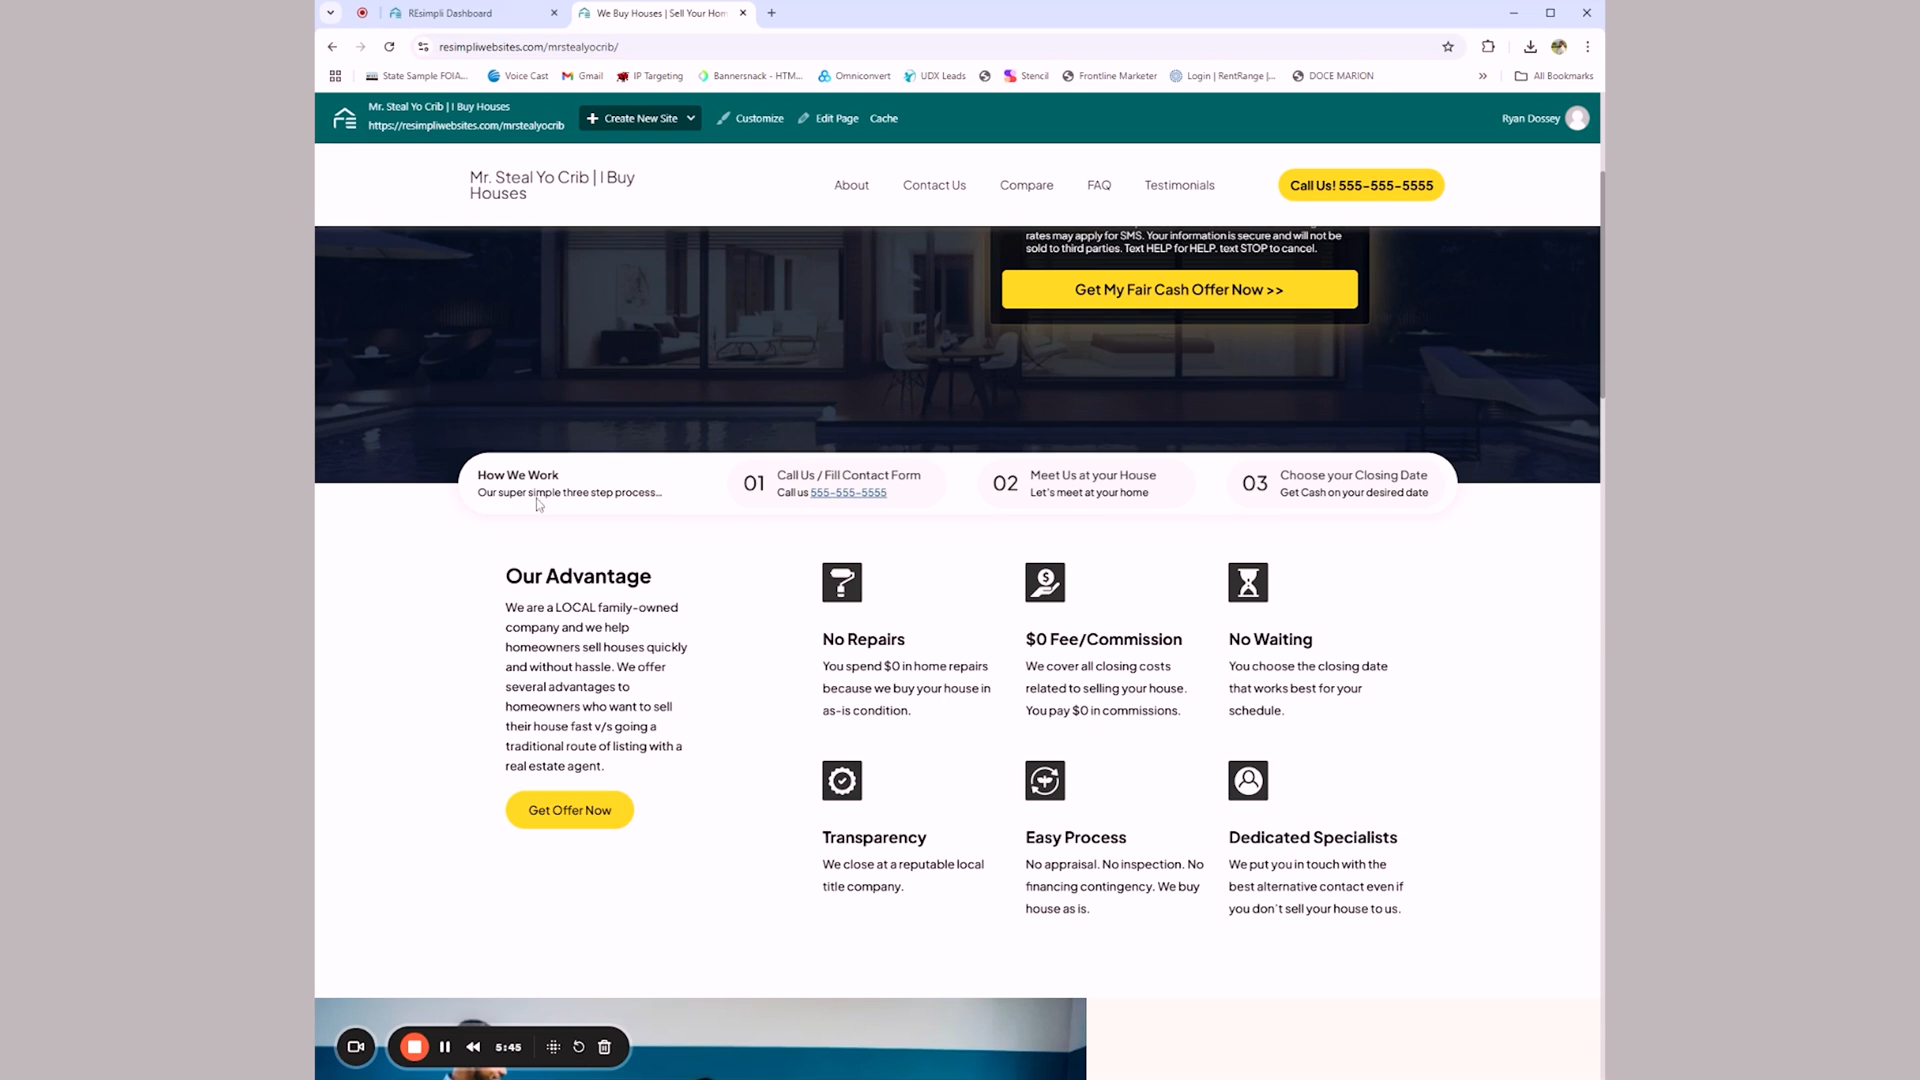 REsimpli Dashboard
We Buy Houses | Sell Your Hom
resimpliwebsites.com/mrstealyocrib/
State Sample FOIA...
Voice Cast
Gmail
IP Targeting
Bannersnack - HTM...
Omniconvert
UDX Leads
Stencil
Frontline Marketer
Login | RentRange |...
DOCE MARION
All Bookmarks
Mr. Steal Yo Crib | I Buy Houses
https://resimpliwebsites.com/mrstealyocrib
Create New Site
Customize
Edit Page
Cache
Ryan Dossey
Mr. Steal Yo Crib | I Buy
Houses
About
Contact Us
Compare
FAQ
Testimonials
Call Us! 555-555-5555
rates may apply for SMS. Your information is secure and will not be
sold to third parties. Text HELP for HELP. text STOP to cancel.
Get My Fair Cash Offer Now >>
How We Work
Our super simple three step process...
01
Call Us / Fill Contact Form
Call us 555-555-5555
02
Meet Us at your House
Let's meet at your home
03
Choose your Closing Date
Get Cash on your desired date
Our Advantage
We are a LOCAL family-owned
company and we help
homeowners sell houses quickly
and without hassle. We offer
several advantages to
homeowners who want to sell
their house fast v/s going a
traditional route of listing with a
real estate agent.
Get Offer Now
No Repairs
You spend $0 in home repairs
because we buy your house in
as-is condition.
$0 Fee/Commission
We cover all closing costs
related to selling your house.
You pay $0 in commissions.
No Waiting
You choose the closing date
that works best for your
schedule.
Transparency
We close at a reputable local
title company.
Easy Process
No appraisal. No inspection. No
financing contingency. We buy
house as is.
Dedicated Specialists
We put you in touch with the
best alternative contact even if
you don't sell your house to us.
5:45